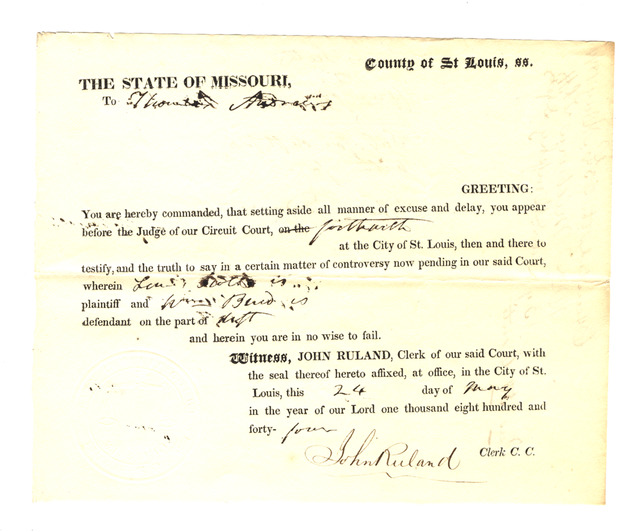 County of St Louis, ss.
THE STATE OF MISSOURI,
To Thomas
GREETING:
You are hereby commanded, that setting aside all manner of excuse and delay, you appear
before the Judge of our Circuit Court, on the forthwith
at the City of St. Louis, then and there to
testify, and the truth to say in a certain matter of controversy now pending in our said Court,
wherein is
plaintiff and is
defendant on the part of deft
and herein you are in no wise to fail.
Witness, JOHN RULAND, Clerk of our said Court, with
the seal thereof hereto affixed, at office, in the City of St.
Louis, this 24 day of May
in the year of our Lord one thousand eight hundred and
forty- four
John Ruland Clerk C. C.